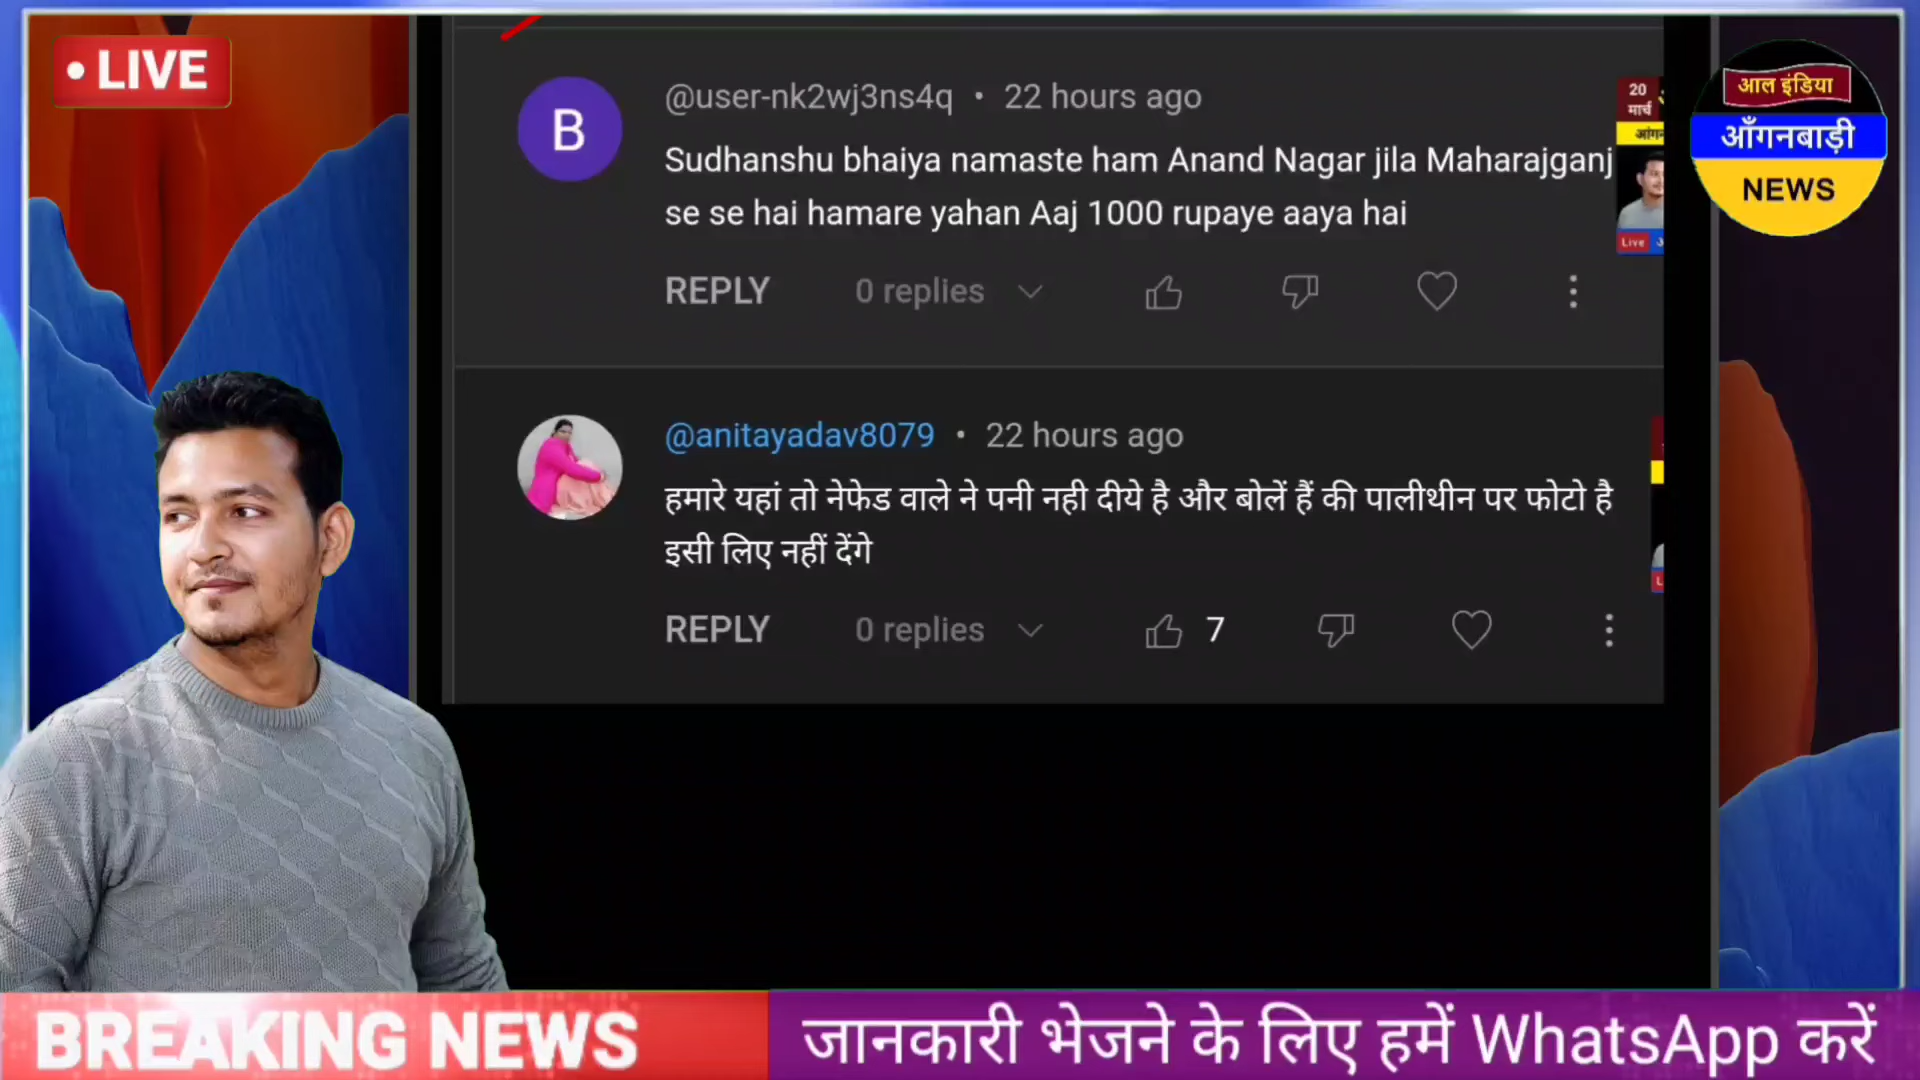 • LIVE
B
@user-nk2wj3ns4q • 22 hours ago
Sudhanshu bhaiya namaste ham Anand Nagar jila Maharajganj
se se hai hamare yahan Aaj 1000 rupaye aaya hai
REPLY 0 replies
20
मार्च
Live
आल इंडिया
आँगनबाड़ी
NEWS
@anitayadav8079 • 22 hours ago
हमारे यहां तो नेफेड वाले ने पनी नही दीये है और बोलें हैं की पालीथीन पर फोटो है
इसी लिए नहीं देंगे
REPLY 0 replies 7
BREAKING NEWS
जानकारी भेजने के लिए हमें WhatsApp करें